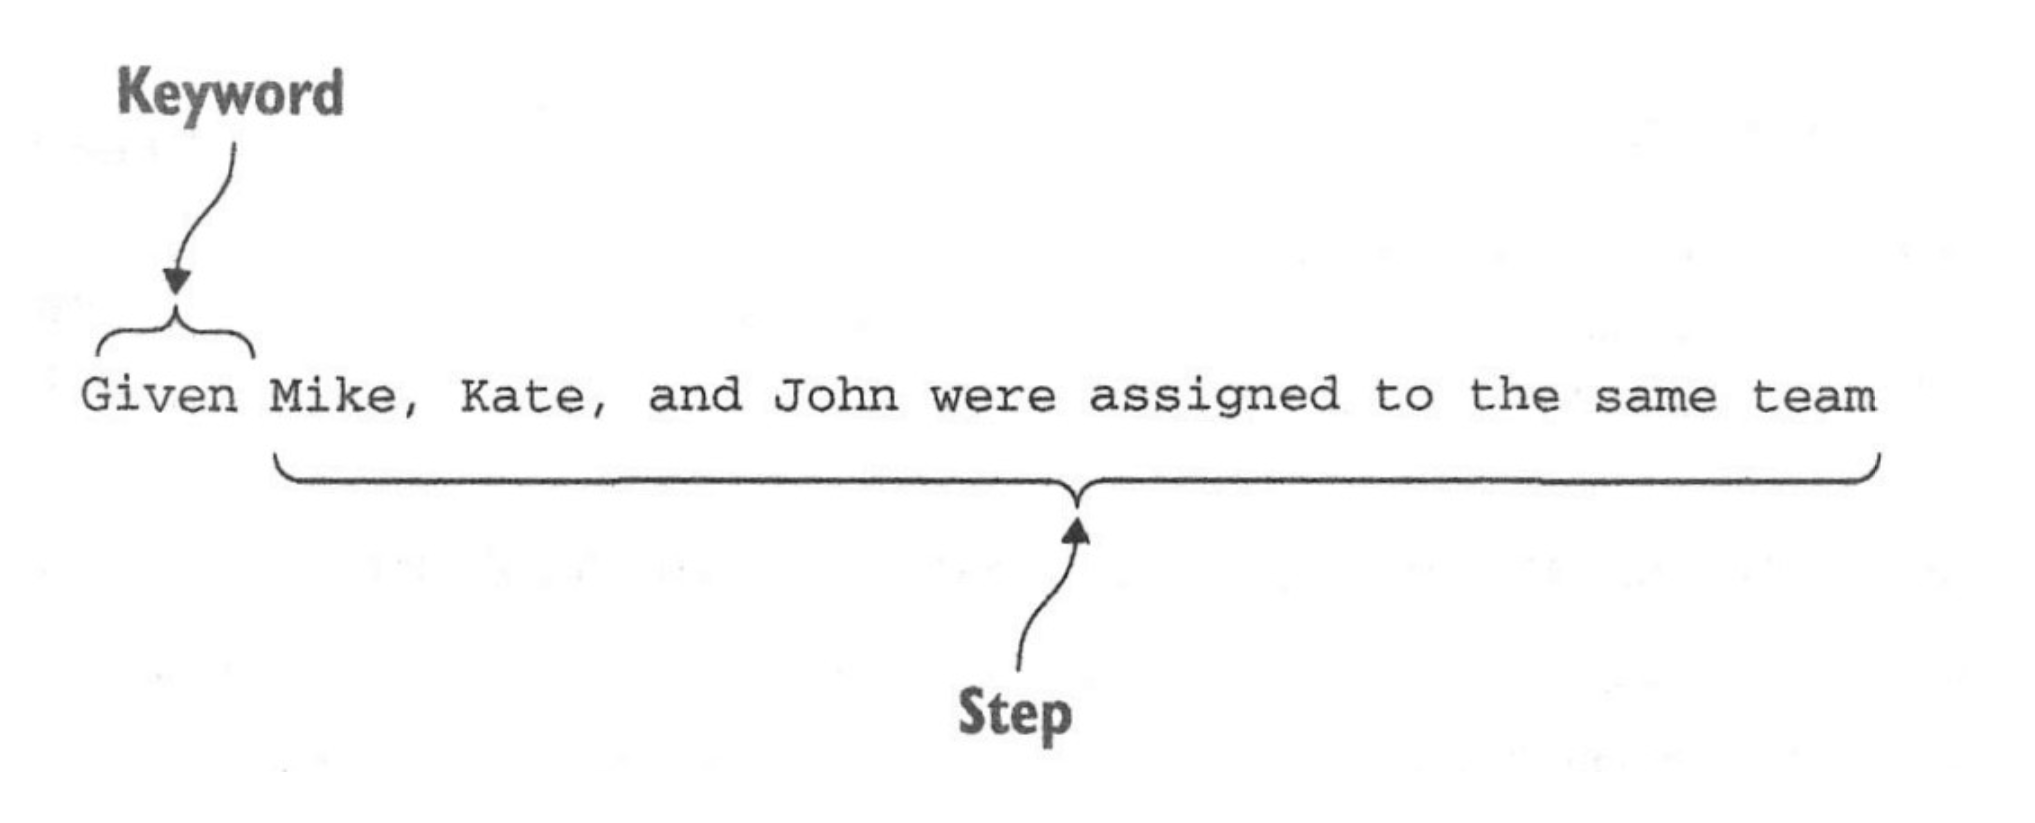 Keyword
Given Mike, Kate, and John were assigned to the same team
Step